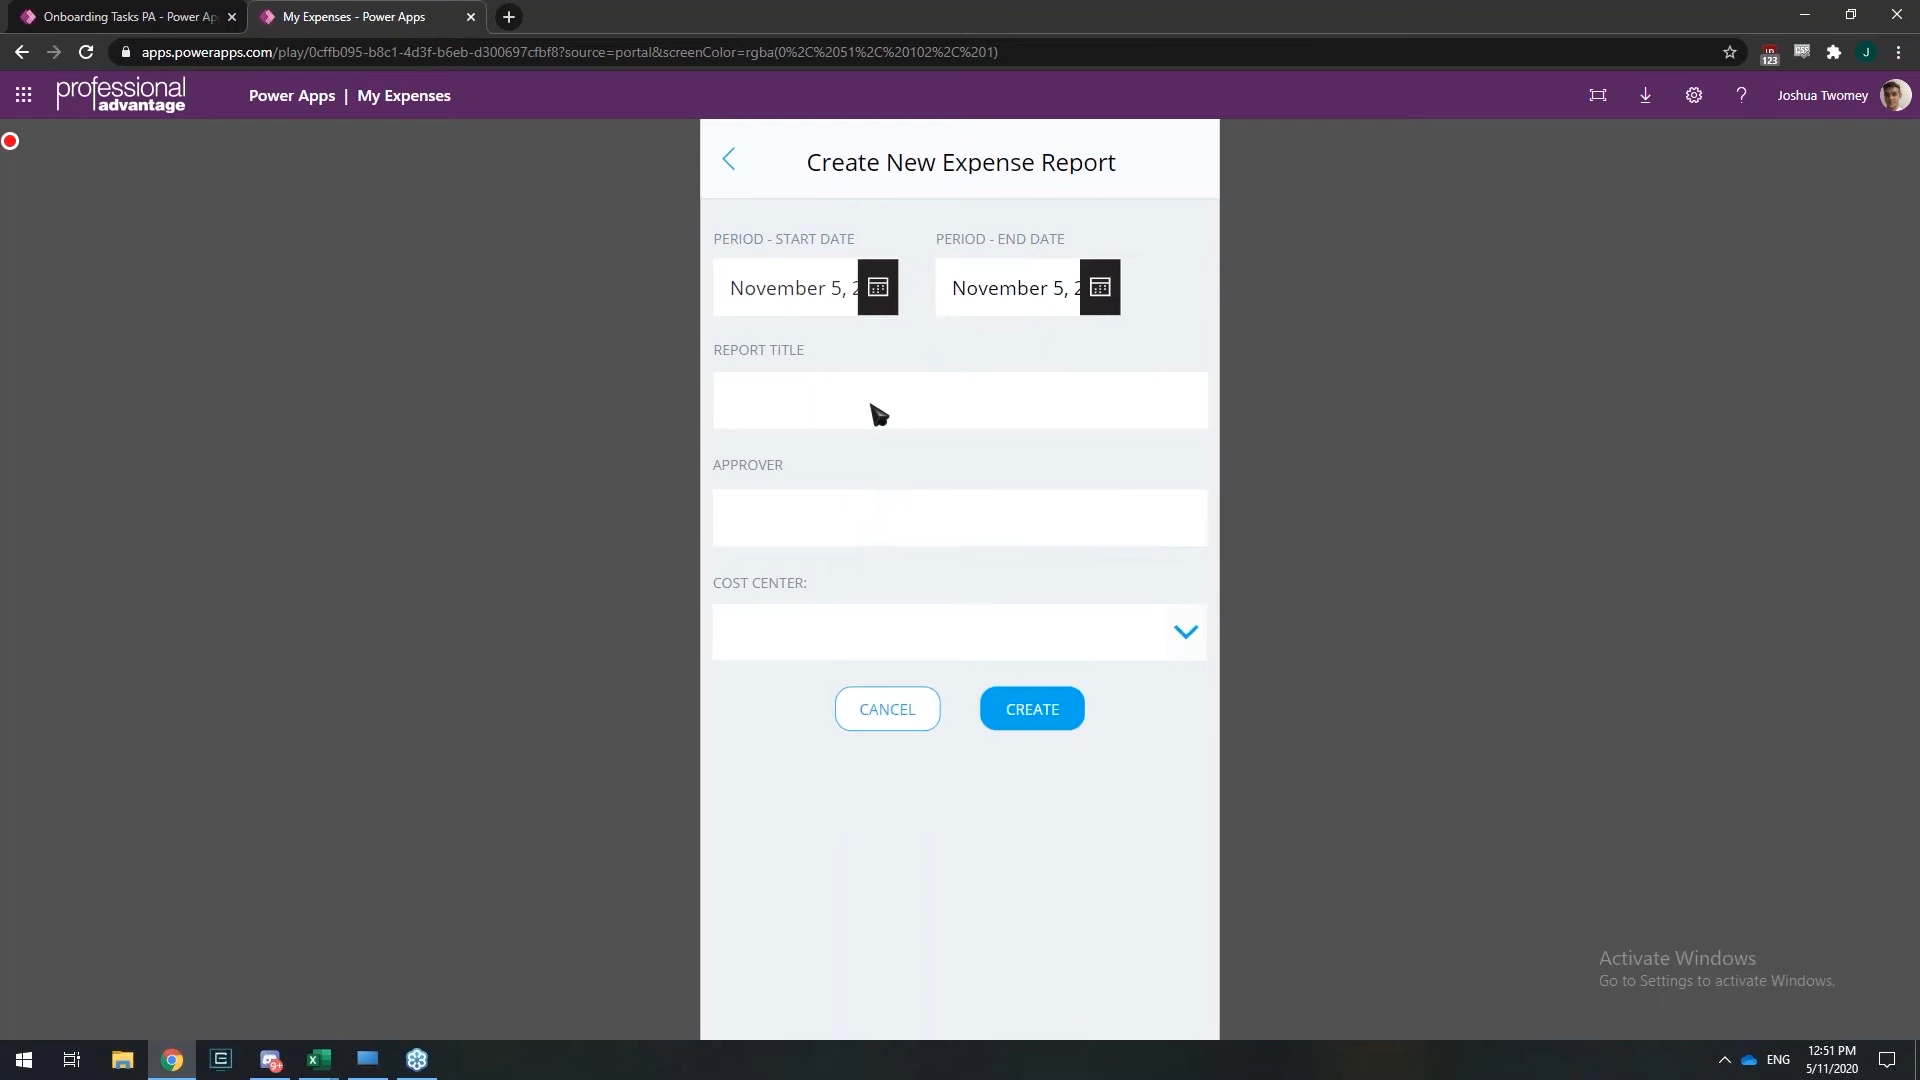 Onboarding Tasks PA - Power Ap
My Expenses - Power Apps
apps.powerapps.com/play/0cffb095-b8c1-4d3f-b6eb-d300697cfbf8?source=portal&screenColor=rgba(0%2C%2051%2C%20102%2C%201)
123
J
professional
advantage
Power Apps | My Expenses
?
Joshua Twomey
Create New Expense Report
PERIOD - START DATE
PERIOD - END DATE
November 5, 2
November 5, 2
REPORT TITLE
APPROVER
COST CENTER:
CANCEL
CREATE
Activate Windows
Go to Settings to activate Windows.
9+
ENG
12:51 PM
5/11/2020